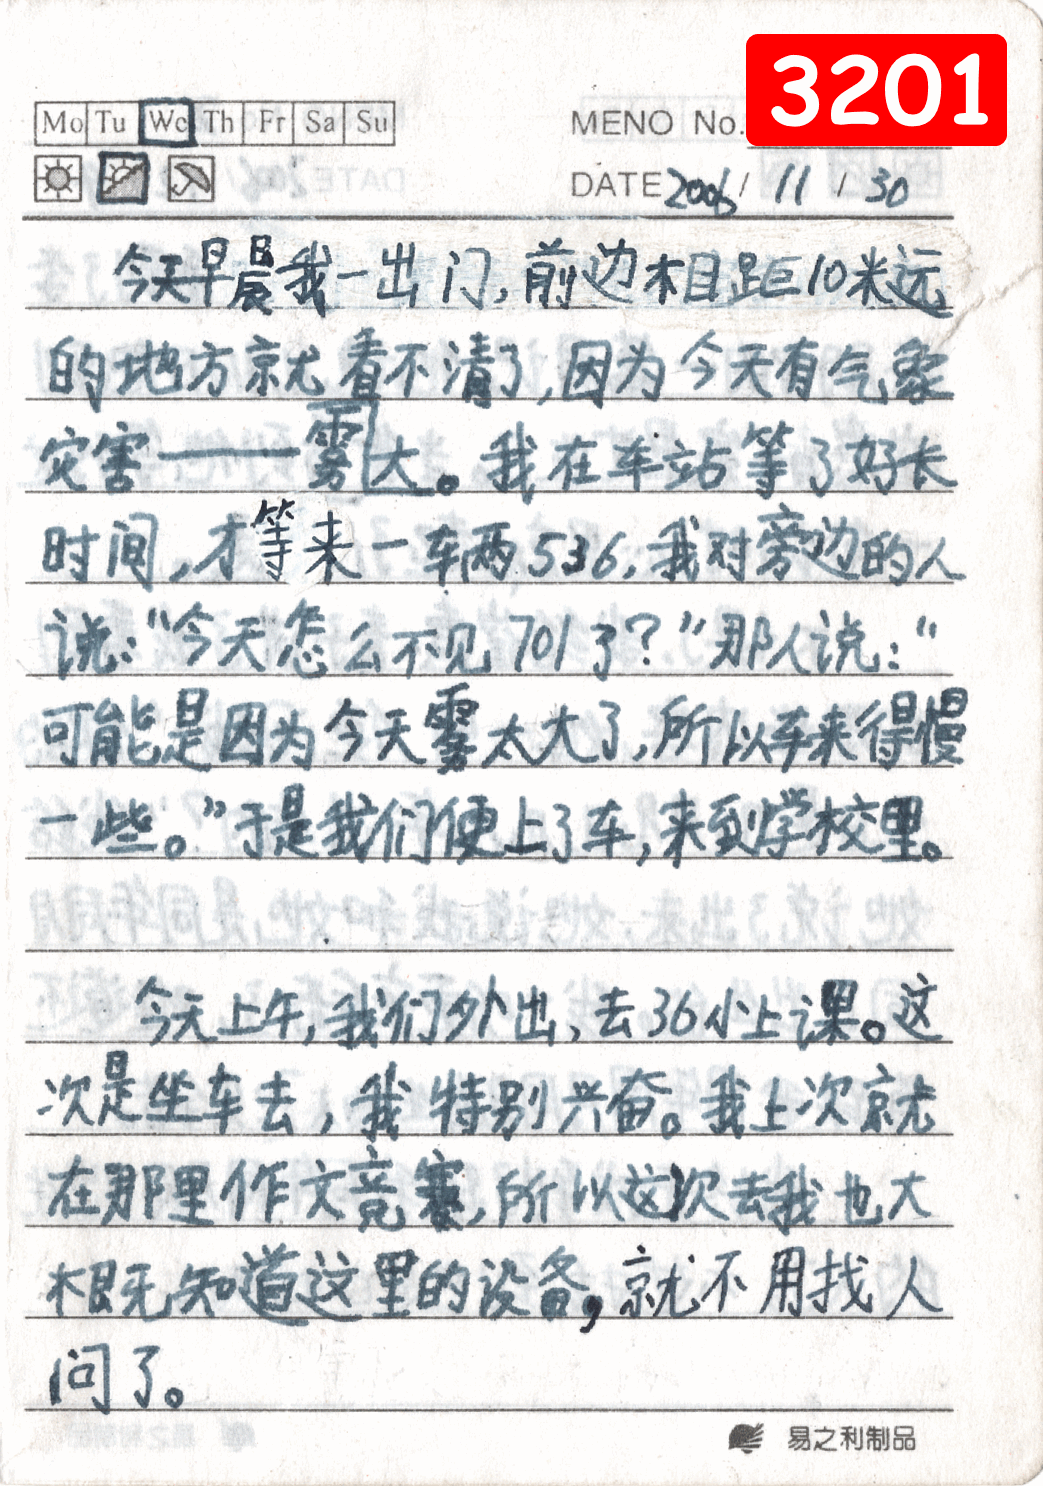 3201
Mo Tu We Th Fr Sa Su
MENO No.
DATE 2006 / 11 / 30
今天早晨我一出门,前边相距10米远
的地方就看不清了,因为今天有气象
灾害——雾大。我在车站等了好长
时间,才等来一车两536,我对旁边的人
说:“今天怎么不见701了?”那人说:“
可能是因为今天雾太大了,所以车来得慢
一些。”于是我们便上了车,来到学校里。
今天上午,我们外出,去36小上课。这
次是坐车去,我特别兴奋。我上次就
在那里作文竞赛,所以这次去我也大
概知道这里的设备,就不用找人
问了。
易之利制品